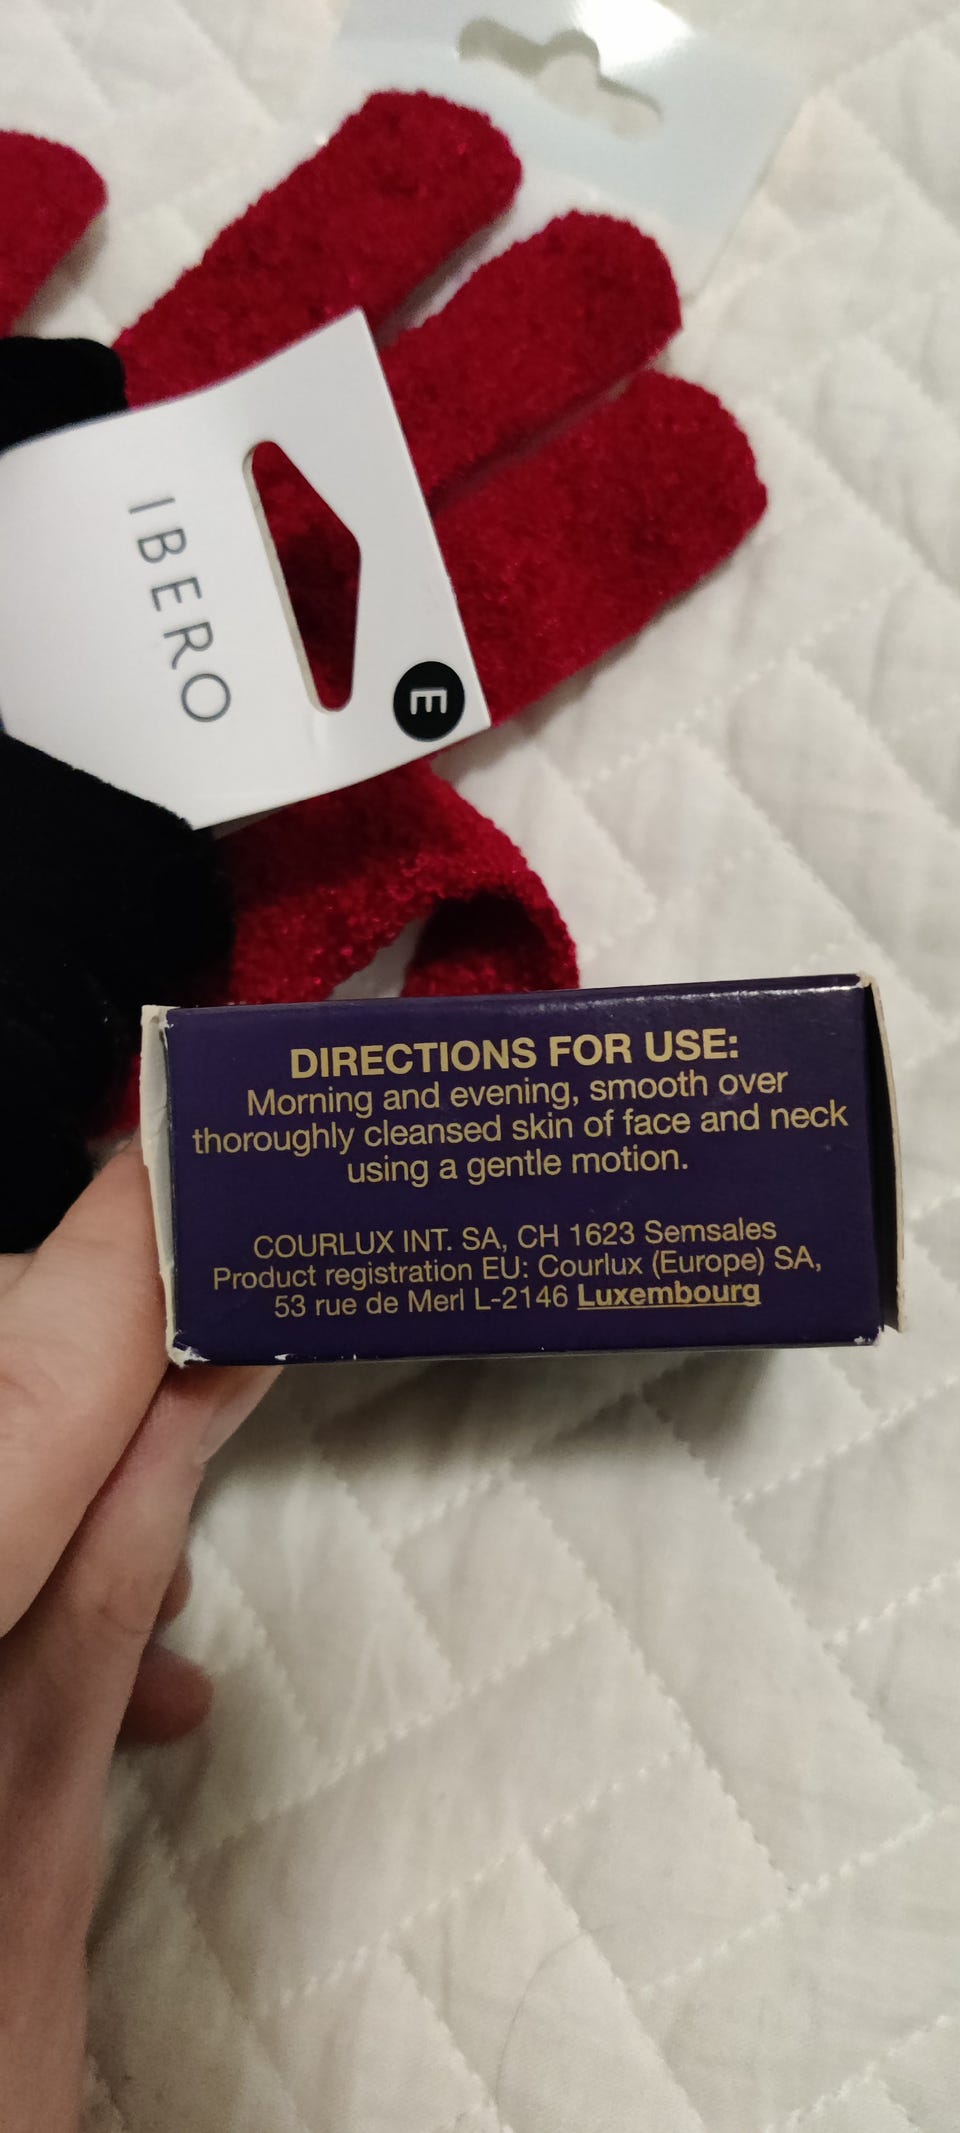 IBERO
E
DIRECTIONS FOR USE:
Morning and evening, smooth over
thoroughly cleansed skin of face and neck
using a gentle motion.
COURLUX INT. SA, CH 1623 Semsales
Product registration EU: Courlux (Europe) SA,
53 rue de Merl L-2146 Luxembourg